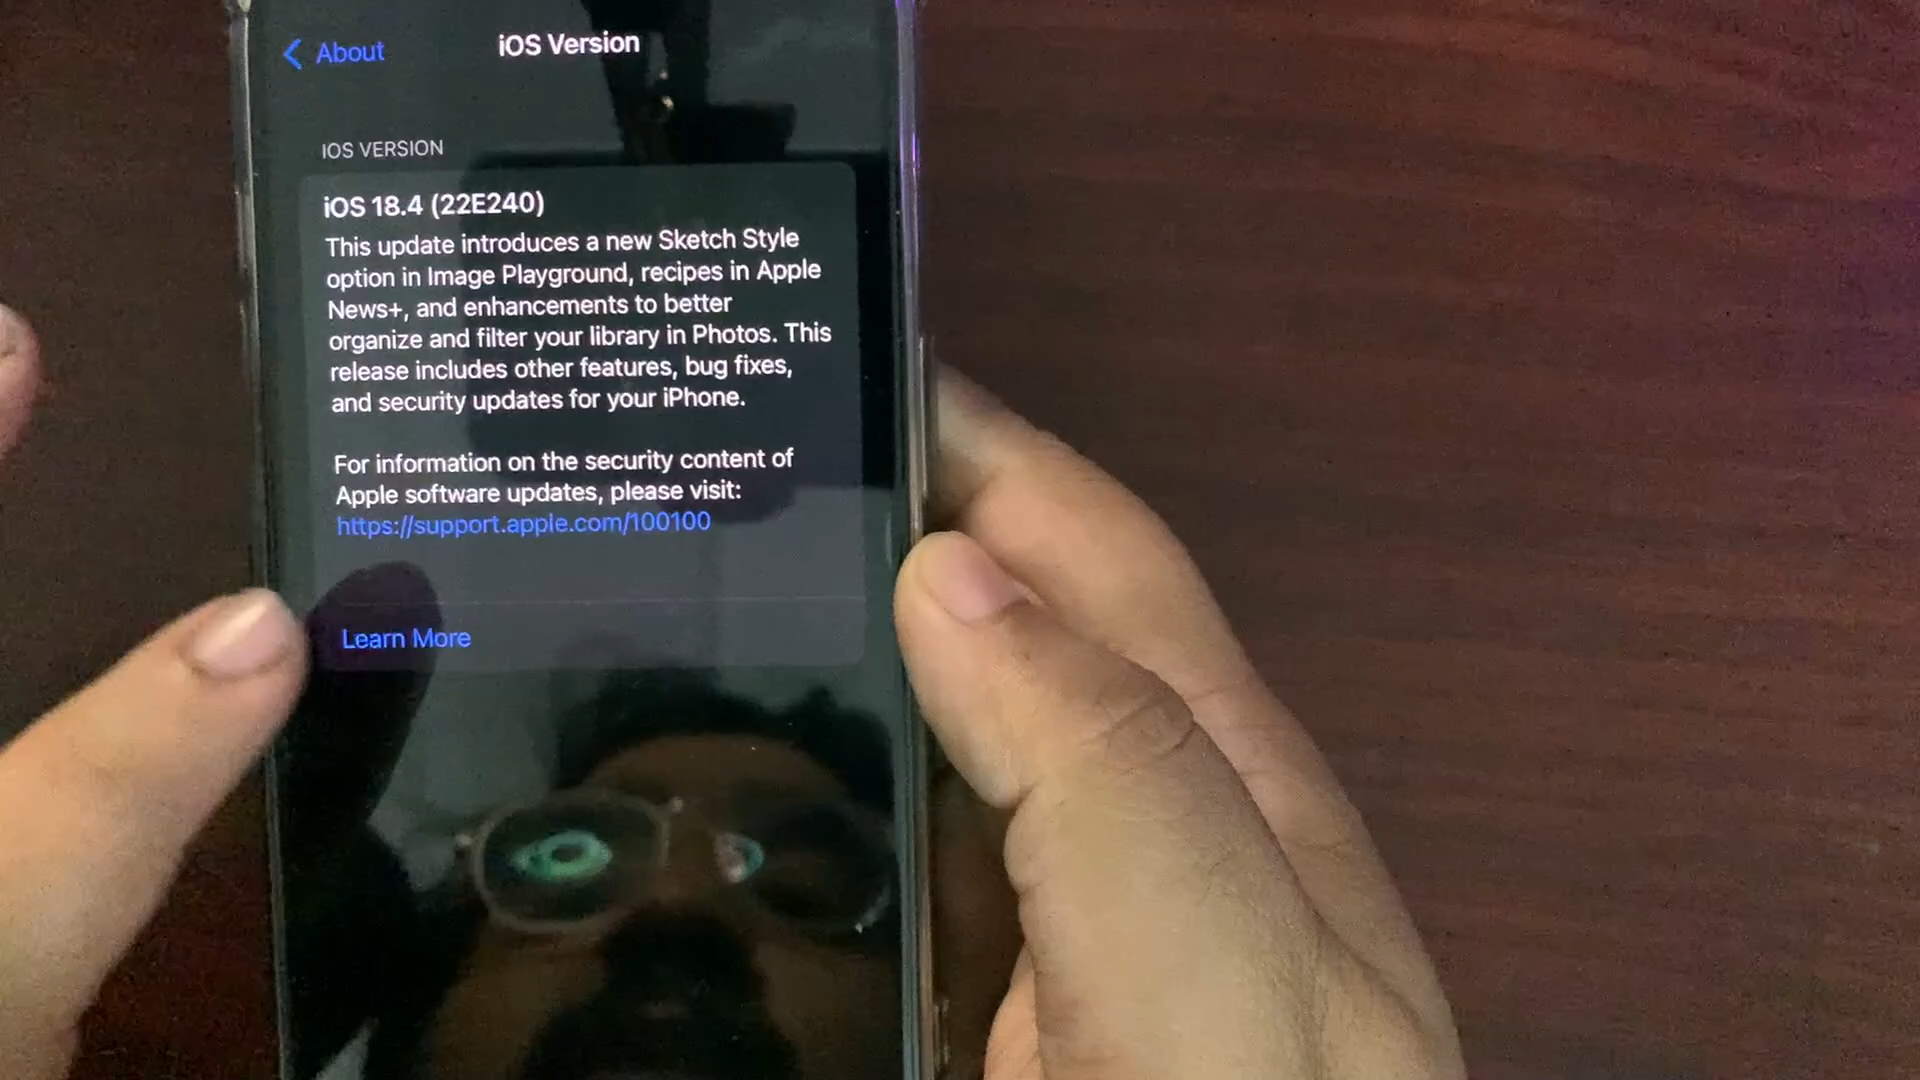 About
iOS Version
IOS VERSION
iOS 18.4 (22E240)
This update introduces a new Sketch Style
option in Image Playground, recipes in Apple
News+, and enhancements to better
organize and filter your library in Photos. This
release includes other features, bug fixes,
and security updates for your iPhone.
For information on the security content of
Apple software updates, please visit:
https://support.apple.com/100100
Learn More